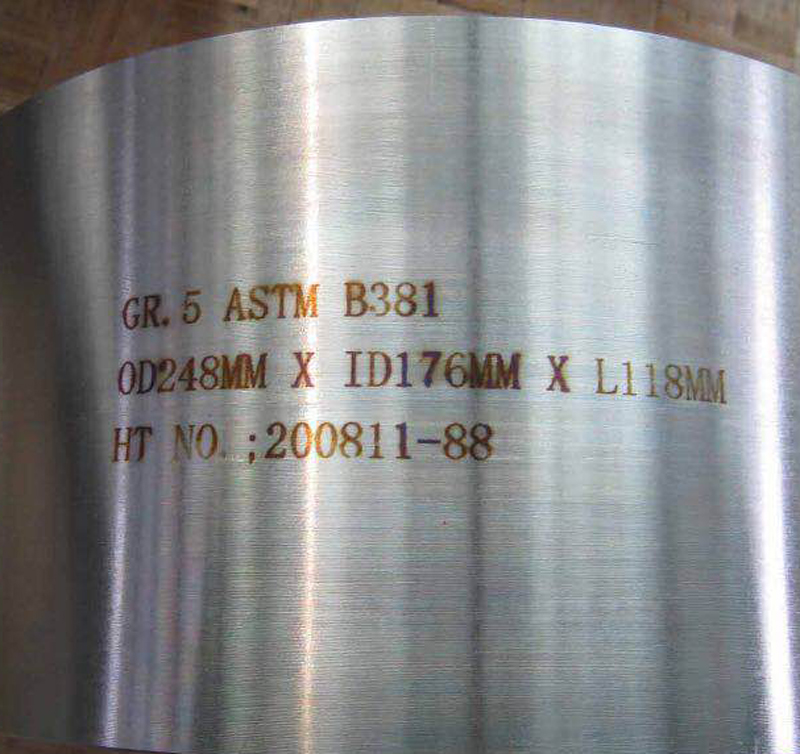 GR.5 ASTM B381
OD248MM X ID176MM X L118MM
HT NO.;200811-88